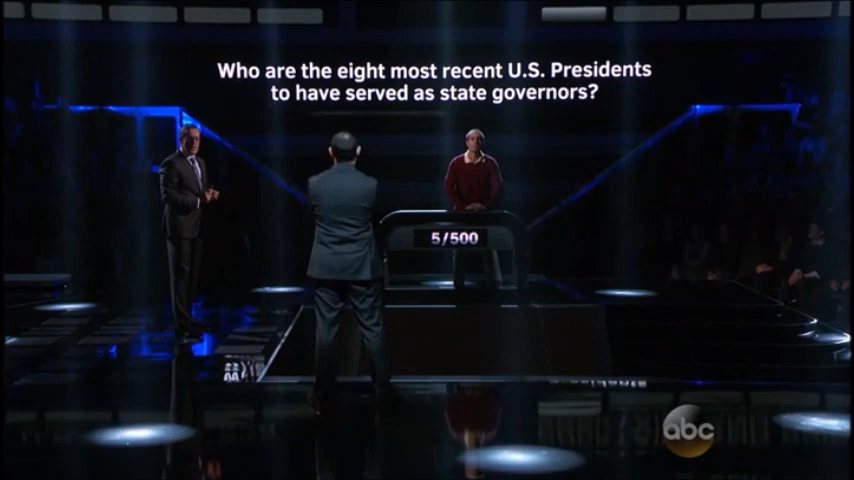 Who are the eight most recent U.S. Presidents
to have served as state governors?
5/500
abc